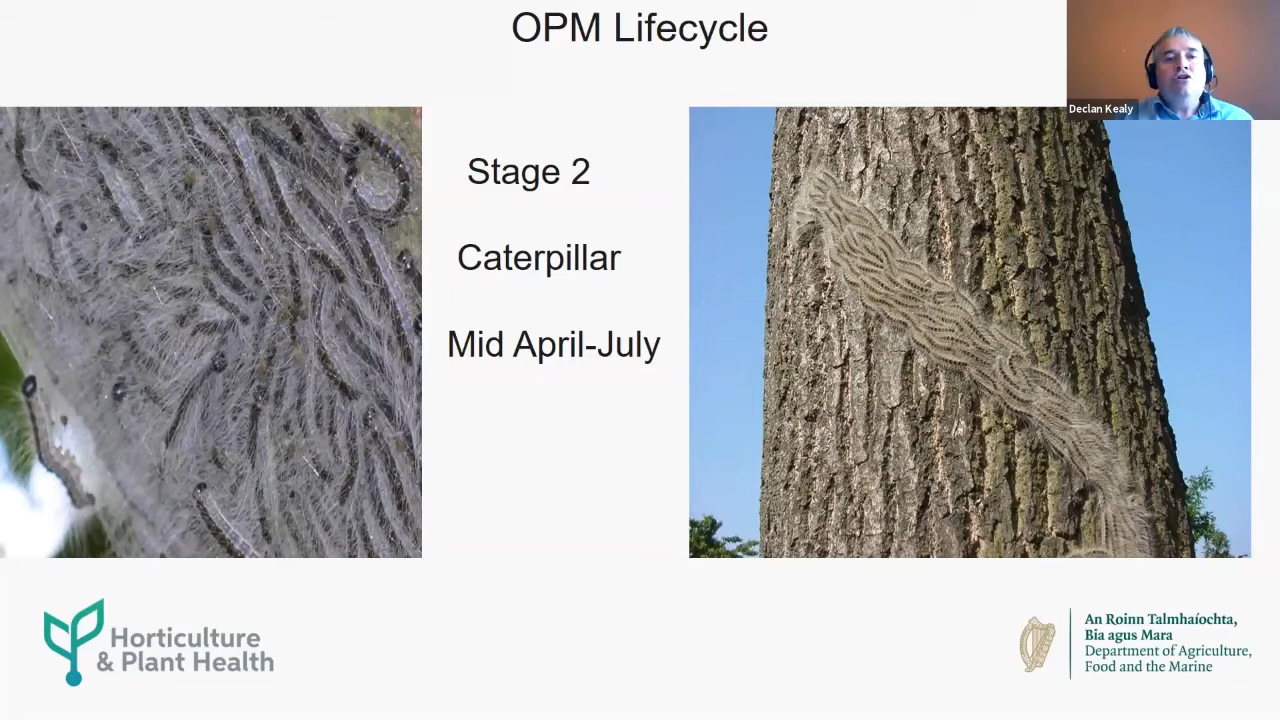 OPM Lifecycle
Declan Kealy
Stage 2
Caterpillar
Mid April-July
Horticulture
& Plant Health
An Roinn Talmhaíochta,
Bia agus Mara
Department of Agriculture,
Food and the Marine